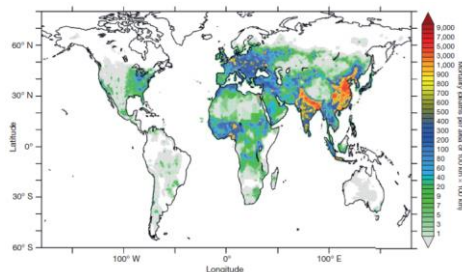 60° N
30° N
0°
30° S
60° S
Latitude
100° W
0°
100° E
Longitude
9,000
7,000
5,000
3,000
1,000
900
700
500
300
100
80
60
40
20
9
7
5
3
1
Mortality (deaths per area of 100 km × 100 km)